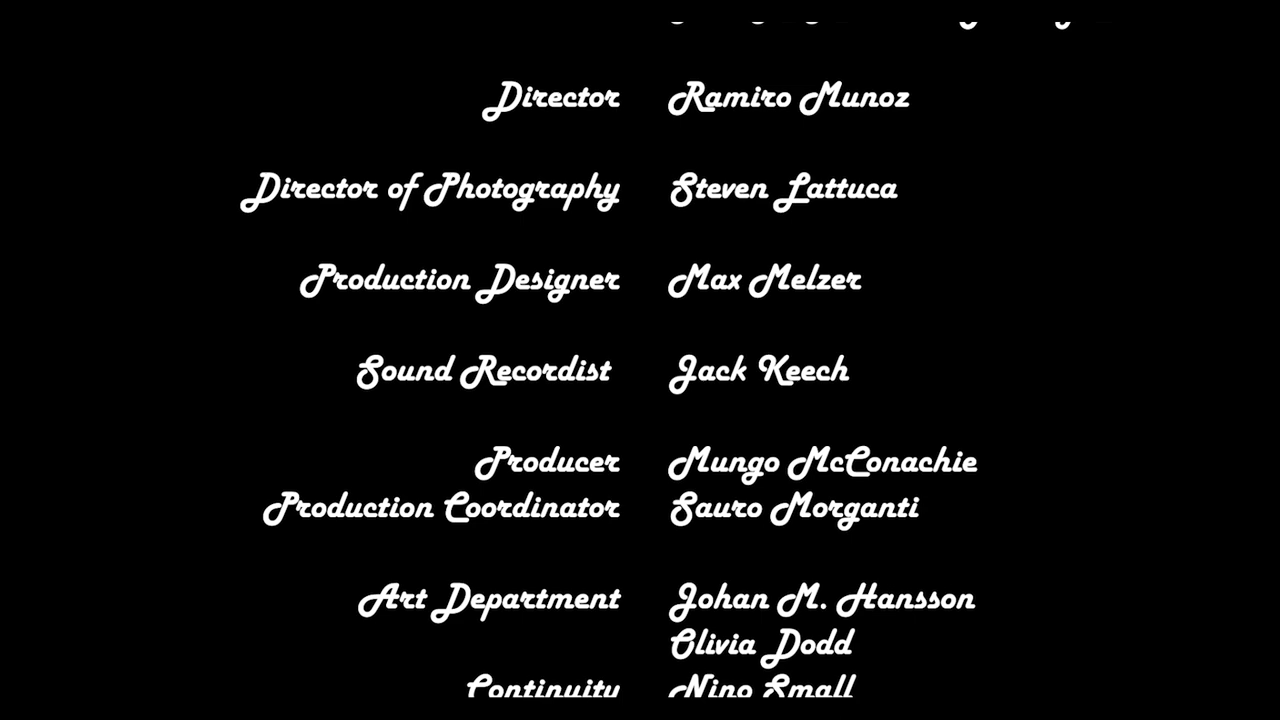 Director Ramiro Munoz
Director of Photography Steven Lattuca
Production Designer Max Melzer
Sound Recordist Jack Keech
Producer Mungo McConachie
Production Coordinator Sauro Morganti
Art Department Johan M. Hansson
Olivia Dodd
Continuity Nino Small